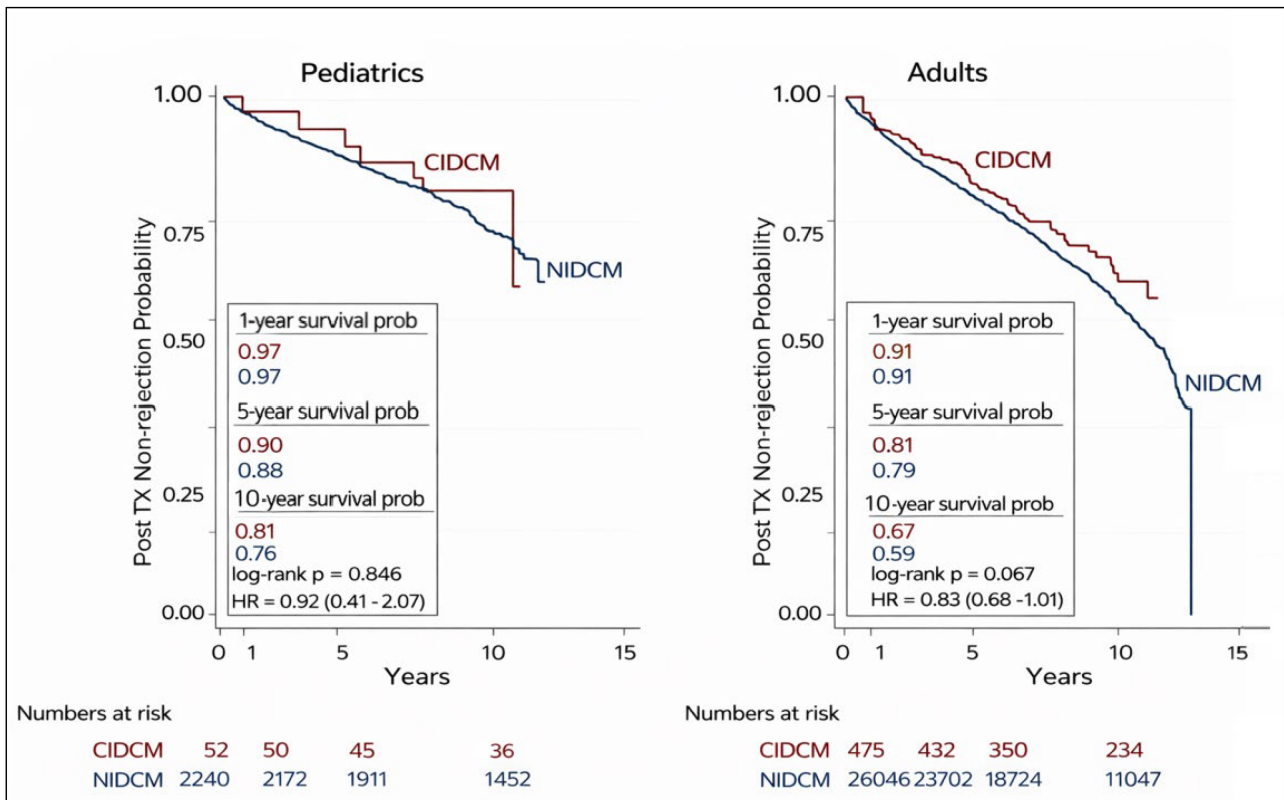 Pediatrics
Post TX Non-rejection Probability
1.00
0.75
0.50
0.25
0.00
CIDCM
NIDCM
1-year survival prob
0.97
0.97
5-year survival prob
0.90
0.88
10-year survival prob
0.81
0.76
log-rank p = 0.846
HR = 0.92 (0.41 - 2.07)
0 1 5 10 15
Years
Numbers at risk
CIDCM 52 50 45 36
NIDCM 2240 2172 1911 1452
Adults
Post TX Non-rejection Probability
1.00
0.75
0.50
0.25
0.00
CIDCM
NIDCM
1-year survival prob
0.91
0.91
5-year survival prob
0.81
0.79
10-year survival prob
0.67
0.59
log-rank p = 0.067
HR = 0.83 (0.68 -1.01)
0 1 5 10 15
Years
Numbers at risk
CIDCM 475 432 350 234
NIDCM 26046 23702 18724 11047